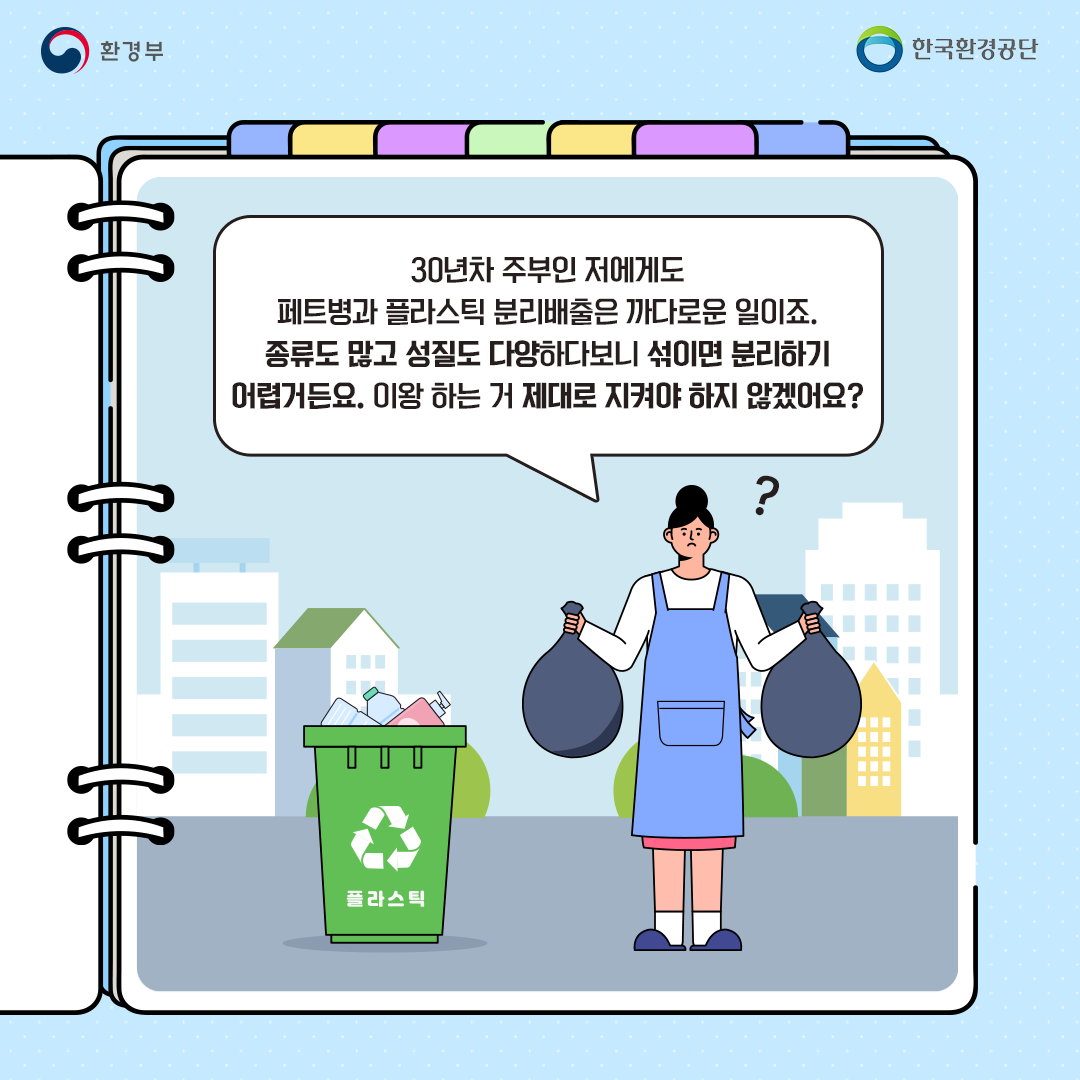 환경부
한국환경공단
30년차 주부인 저에게도
페트병과 플라스틱 분리배출은 까다로운 일이죠.
종류도 많고 성질도 다양하다보니 섞이면 분리하기
어렵거든요. 이왕 하는 거 제대로 지켜야 하지 않겠어요?
?
플라스틱